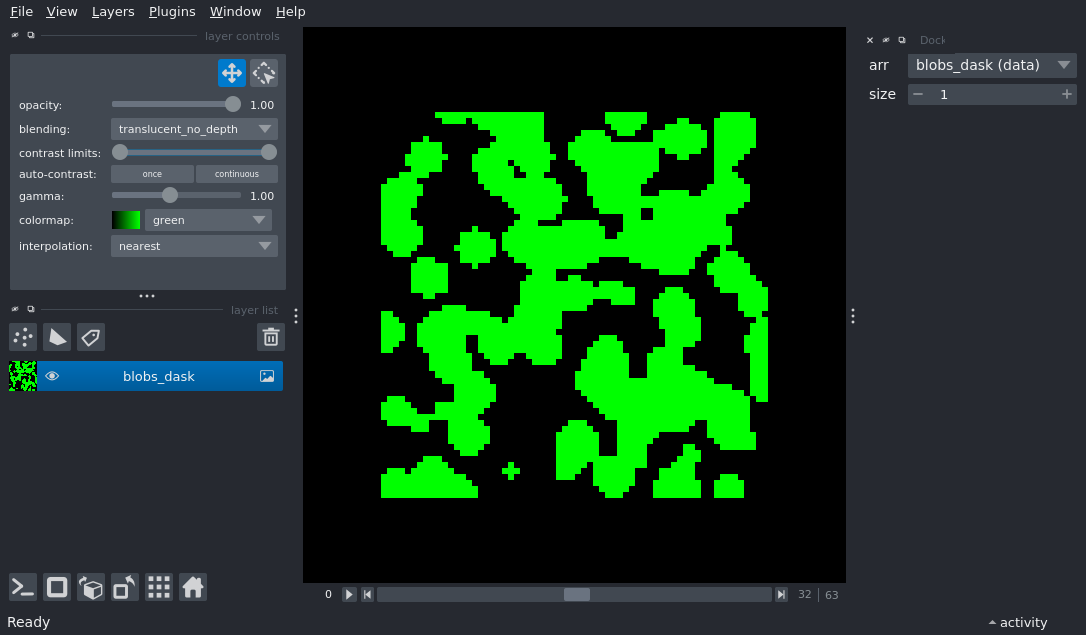 File View Layers Plugins Window Help
layer controls
opacity: 1.00
blending: translucent_no_depth
contrast limits:
auto-contrast: once continuous
gamma: 1.00
colormap: green
interpolation: nearest
layer list
blobs_dask
0 32 63
Ready
activity
Dock
arr blobs_dask (data)
size 1